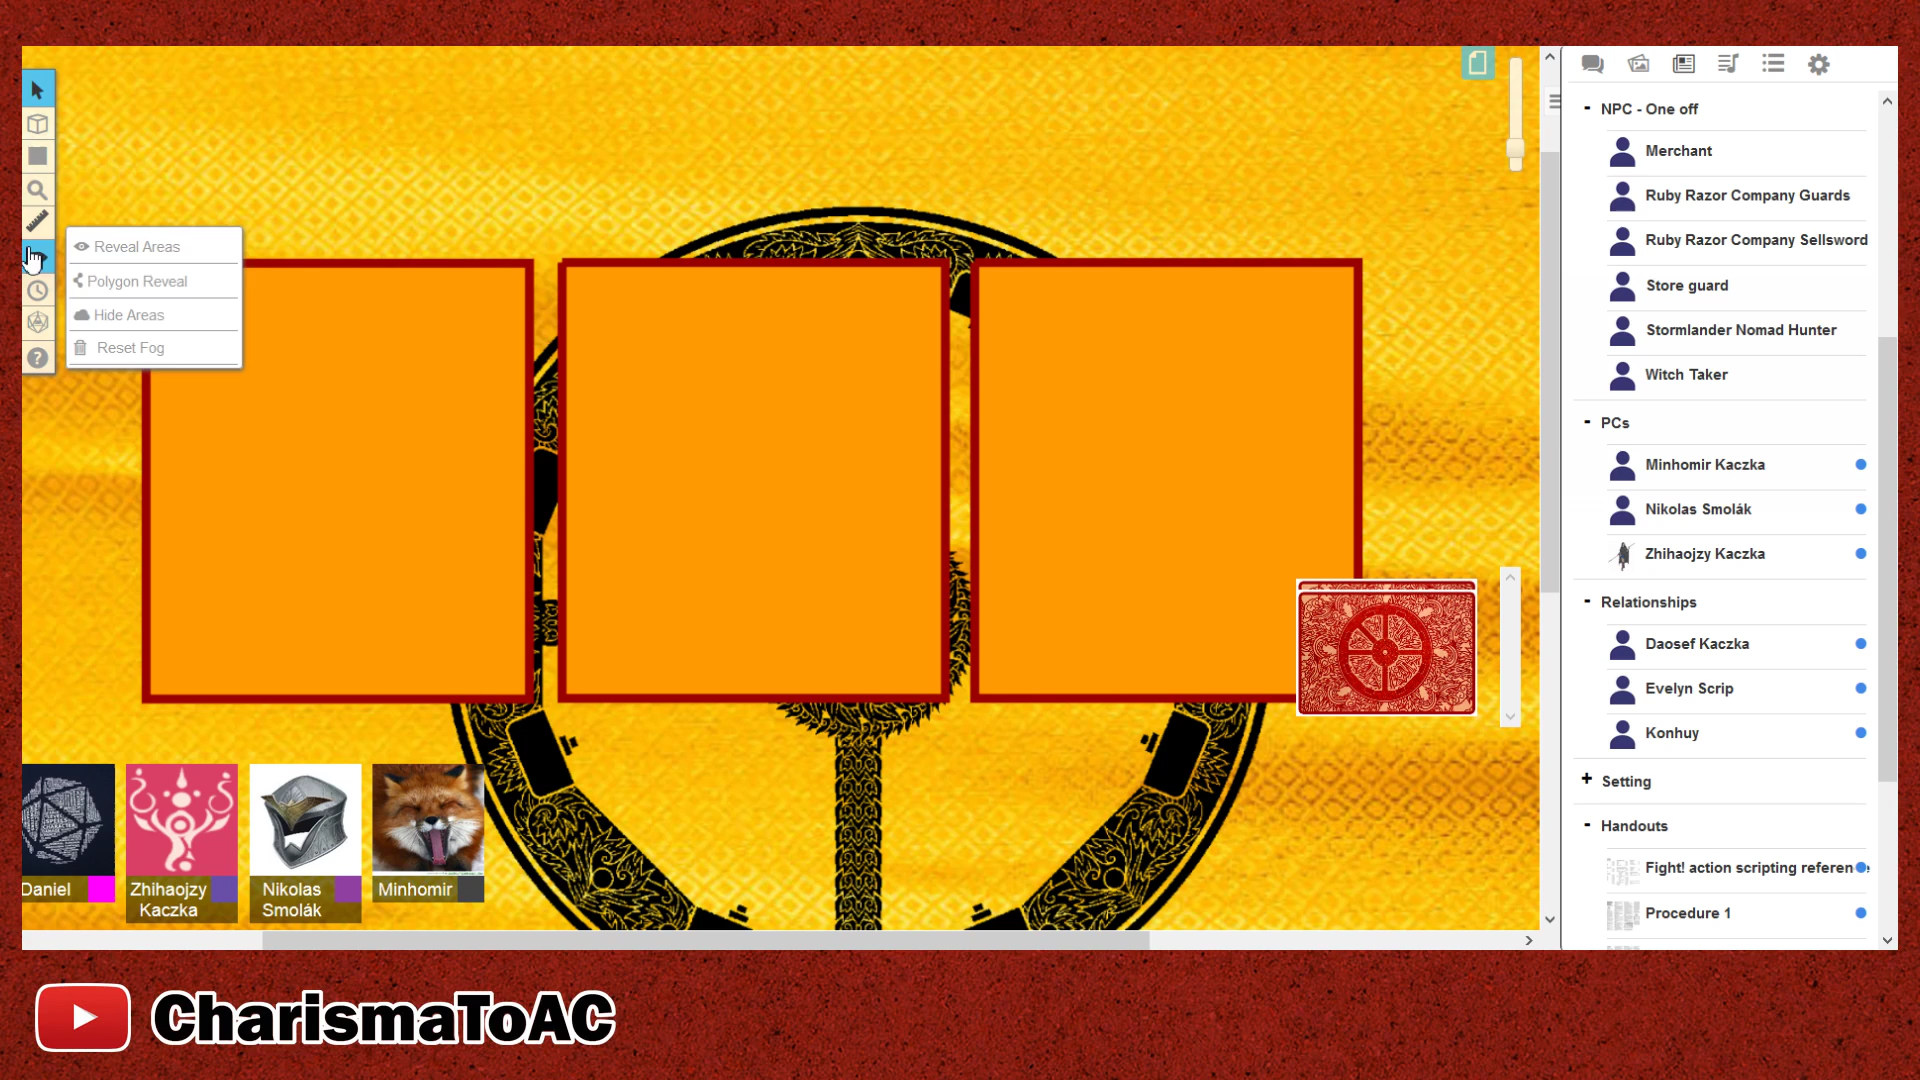 Reveal Areas
Polygon Reveal
Hide Areas
Reset Fog
?
Daniel
Zhihaojzy
Kaczka
Nikolas
Smolák
Minhomir
- NPC - One off
Merchant
Ruby Razor Company Guards
Ruby Razor Company Sellsword
Store guard
Stormlander Nomad Hunter
Witch Taker
- PCs
Minhomir Kaczka
Nikolas Smolák
Zhihaojzy Kaczka
- Relationships
Daosef Kaczka
Evelyn Scrip
Konhuy
+ Setting
- Handouts
Fight! action scripting referen
Procedure 1
CharismaToAC